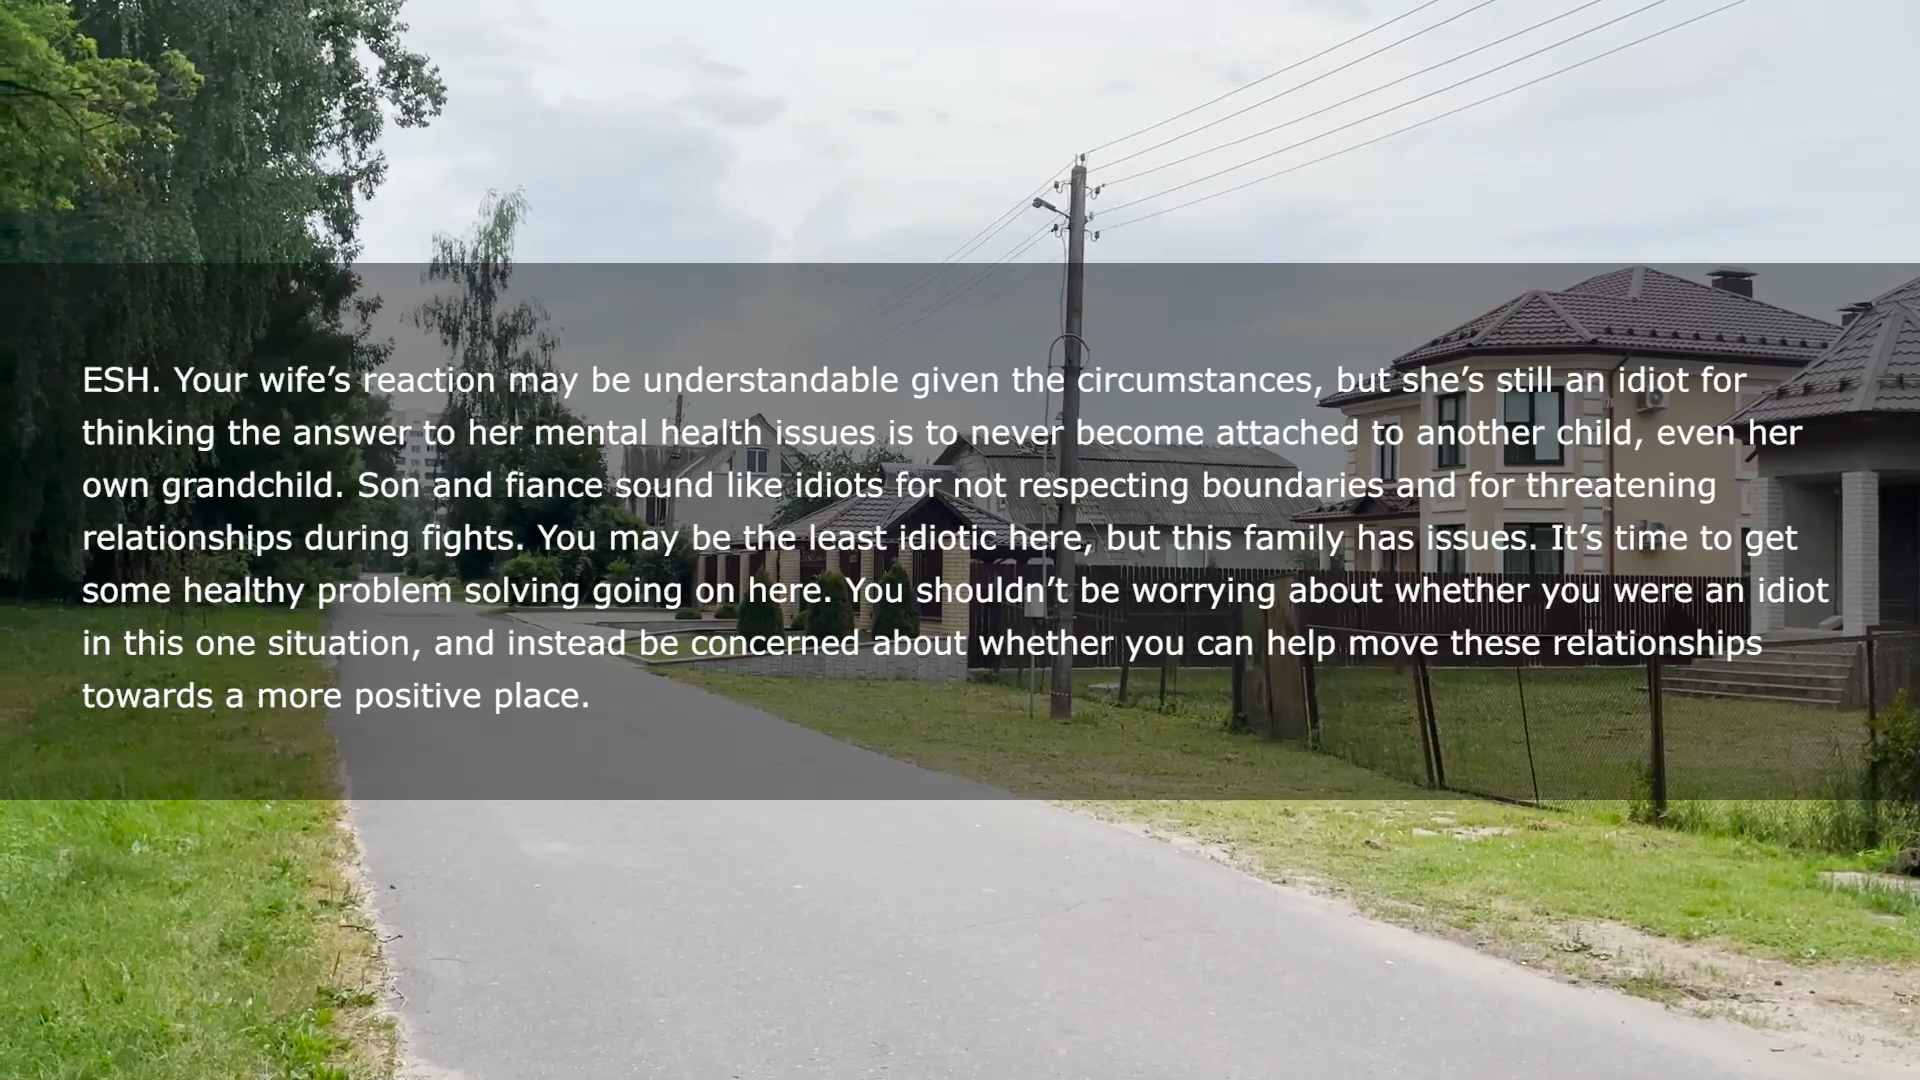 ESH. Your wife’s reaction may be understandable given the circumstances, but she’s still an idiot for
thinking the answer to her mental health issues is to never become attached to another child, even her
own grandchild. Son and fiance sound like idiots for not respecting boundaries and for threatening
relationships during fights. You may be the least idiotic here, but this family has issues. It’s time to get
some healthy problem solving going on here. You shouldn’t be worrying about whether you were an idiot
in this one situation, and instead be concerned about whether you can help move these relationships
towards a more positive place.